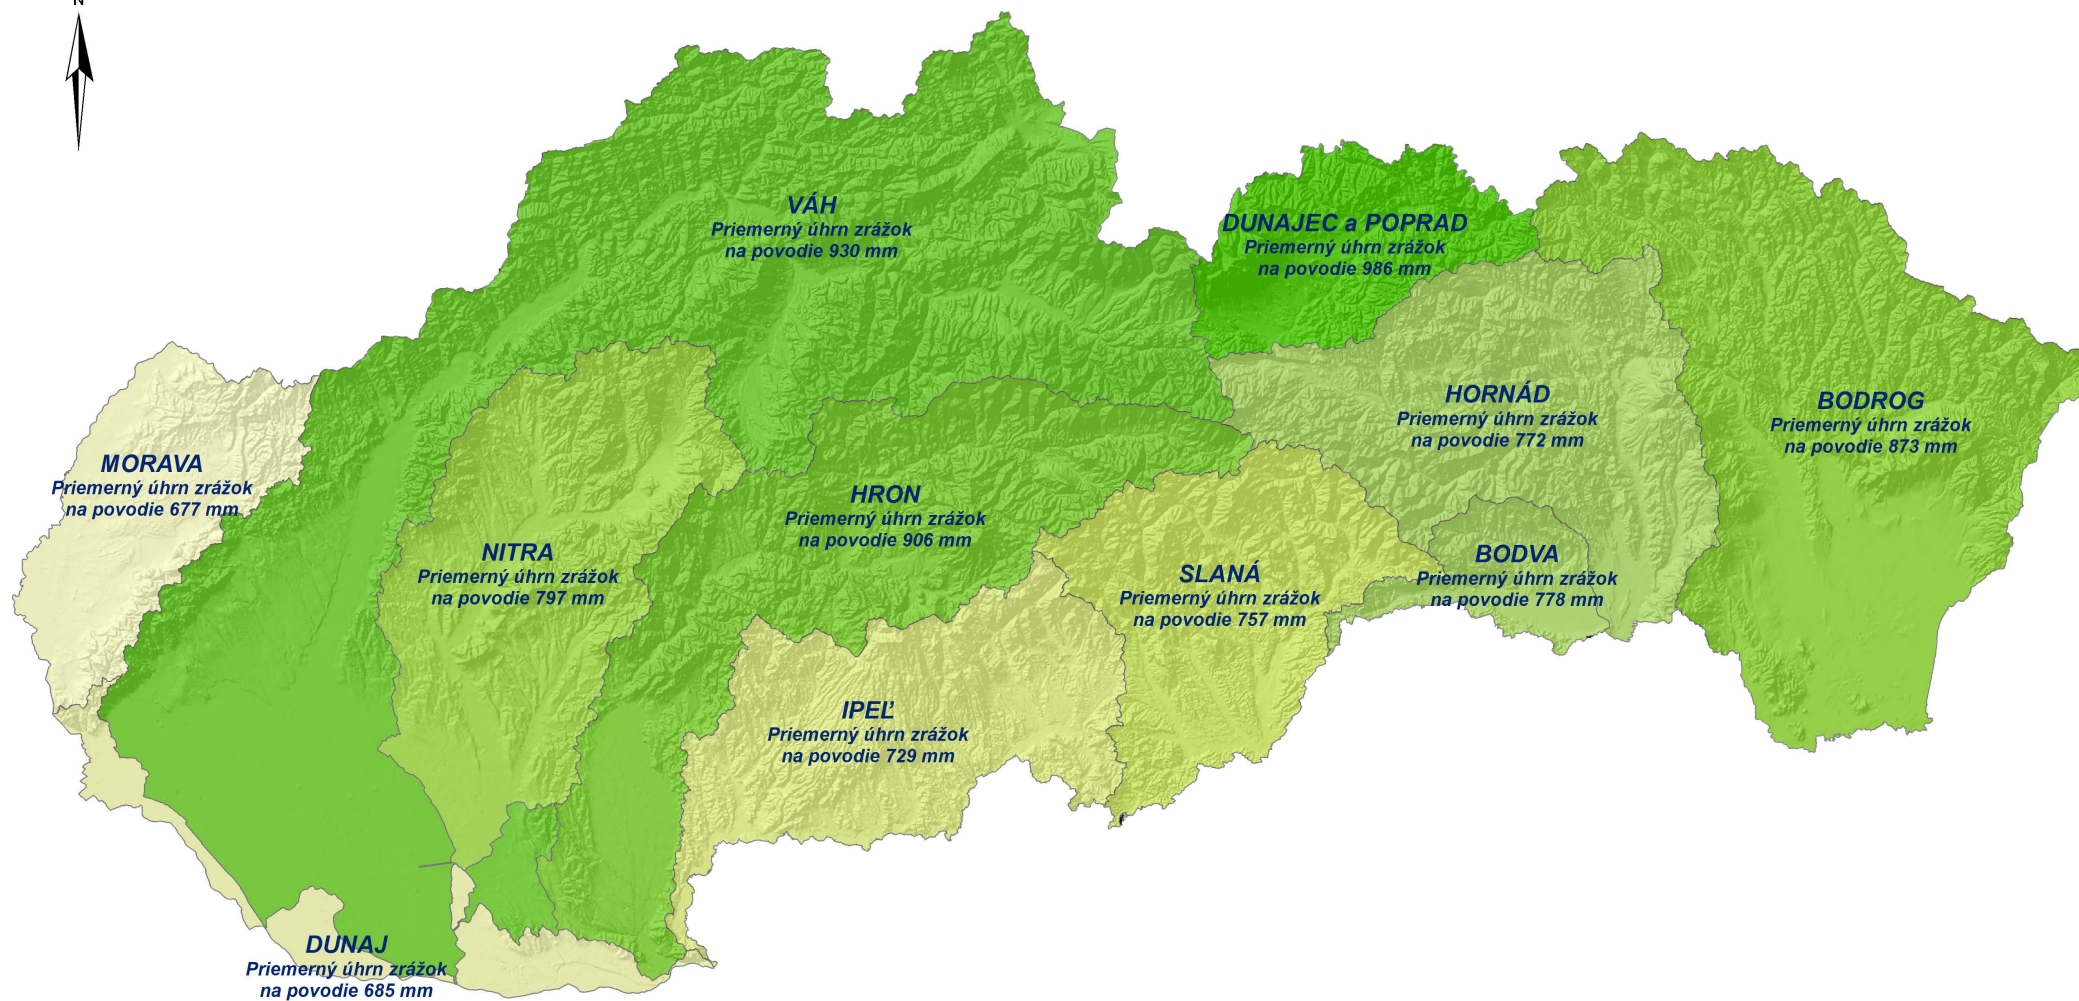 N
VÁH
Priemerný úhrn zrážok
na povodie 930 mm
DUNAJEC a POPRAD
Priemerný úhrn zrážok
na povodie 986 mm
HORNÁD
Priemerný úhrn zrážok
na povodie 772 mm
BODROG
Priemerný úhrn zrážok
na povodie 873 mm
MORAVA
Priemerný úhrn zrážok
na povodie 677 mm
HRON
Priemerný úhrn zrážok
na povodie 906 mm
NITRA
Priemerný úhrn zrážok
na povodie 797 mm
SLANÁ
Priemerný úhrn zrážok
na povodie 757 mm
BODVA
Priemerný úhrn zrážok
na povodie 778 mm
IPEĽ
Priemerný úhrn zrážok
na povodie 729 mm
DUNAJ
Priemerný úhrn zrážok
na povodie 685 mm